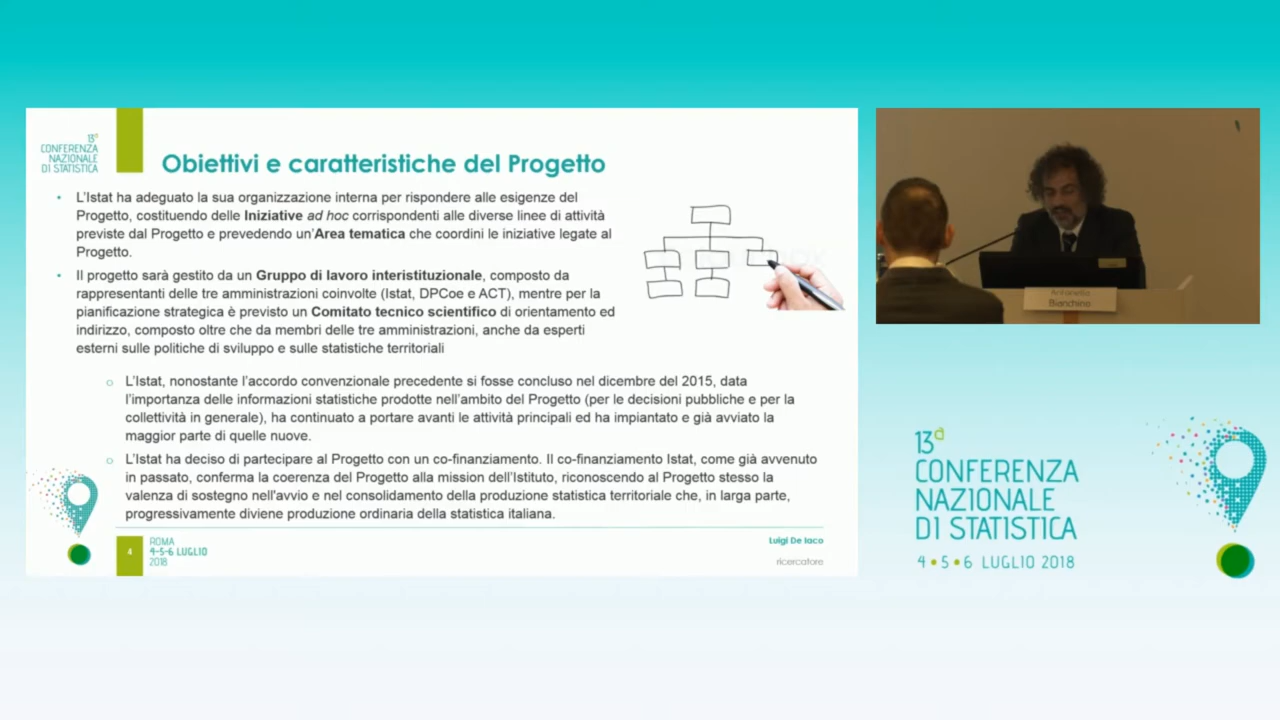 13ª
CONFERENZA
NAZIONALE
DI STATISTICA
Obiettivi e caratteristiche del Progetto
• L'Istat ha adeguato la sua organizzazione interna per rispondere alle esigenze del
Progetto, costituendo delle Iniziative ad hoc corrispondenti alle diverse linee di attività
previste dal Progetto e prevedendo un'Area tematica che coordini le iniziative legate al
Progetto.
• Il progetto sarà gestito da un Gruppo di lavoro interistituzionale, composto da
rappresentanti delle tre amministrazioni coinvolte (Istat, DPCoe e ACT), mentre per la
pianificazione strategica è previsto un Comitato tecnico scientifico di orientamento ed
indirizzo, composto oltre che da membri delle tre amministrazioni, anche da esperti
esterni sulle politiche di sviluppo e sulle statistiche territoriali
o L'Istat, nonostante l'accordo convenzionale precedente si fosse concluso nel dicembre del 2015, data
l'importanza delle informazioni statistiche prodotte nell'ambito del Progetto (per le decisioni pubbliche e per la
collettività in generale), ha continuato a portare avanti le attività principali ed ha impiantato e già avviato la
maggior parte di quelle nuove.
o L'Istat ha deciso di partecipare al Progetto con un co-finanziamento. Il co-finanziamento Istat, come già avvenuto
in passato, conferma la coerenza del Progetto alla mission dell'Istituto, riconoscendo al Progetto stesso la
valenza di sostegno nell'avvio e nel consolidamento della produzione statistica territoriale che, in larga parte,
progressivamente diviene produzione ordinaria della statistica italiana.
4
ROMA
4-5-6 LUGLIO
2018
Luigi De Iaco
ricercatore
Antonella
Bianchino
13ª
CONFERENZA
NAZIONALE
DI STATISTICA
4 • 5 • 6 LUGLIO 2018